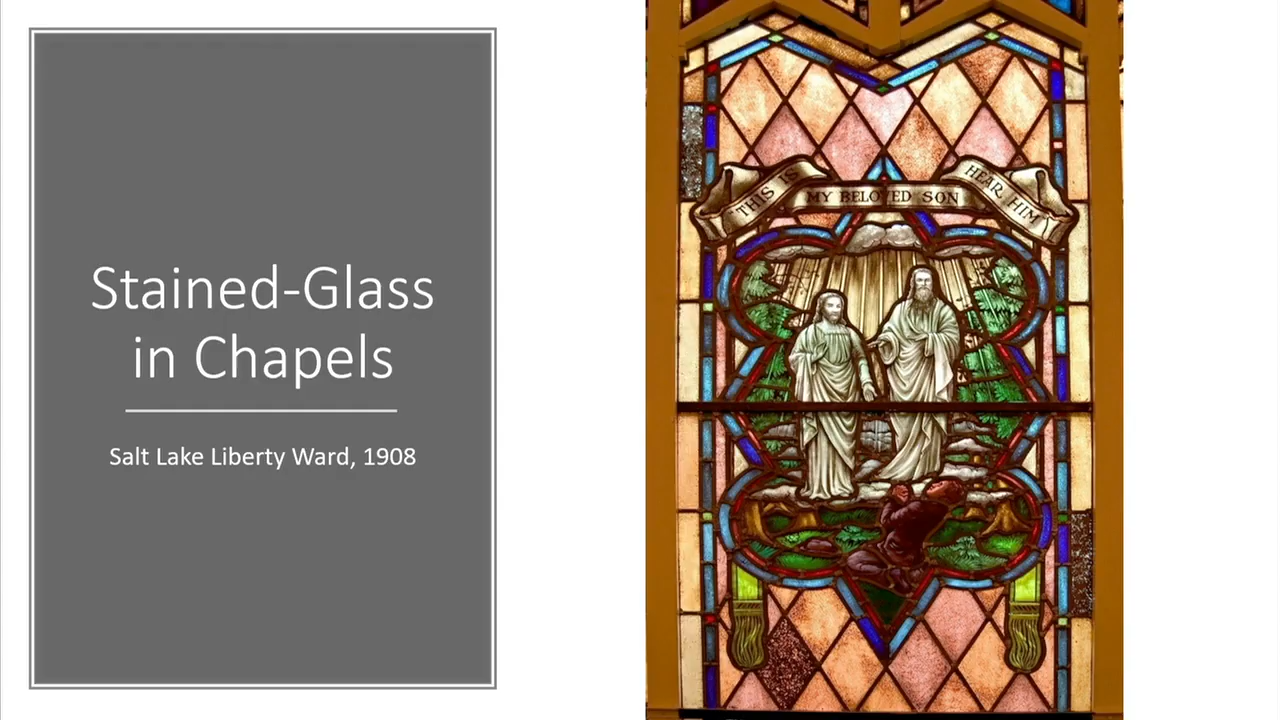 Stained-Glass
in Chapels
Salt Lake Liberty Ward, 1908
THIS IS MY BELOVED SON HEAR HIM